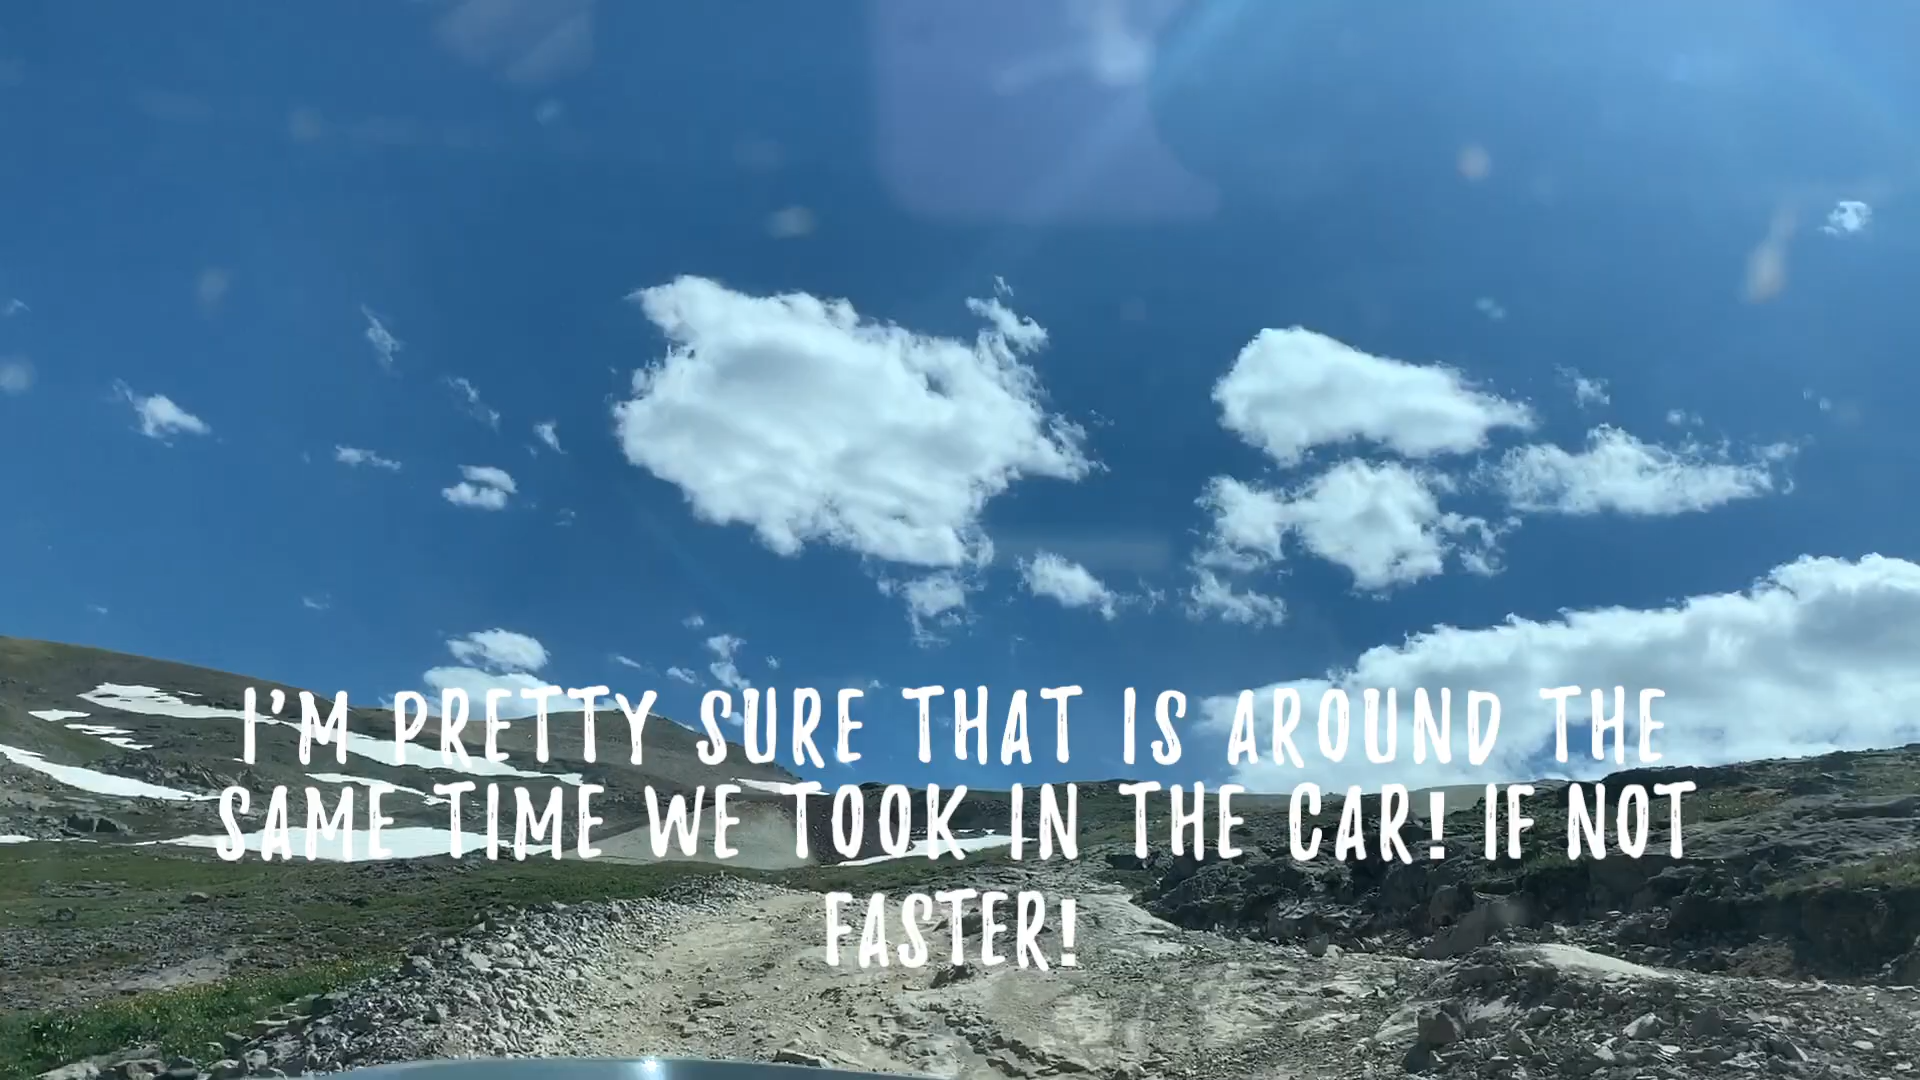 I'M PRETTY SURE THAT IS AROUND THE
SAME TIME WE TOOK IN THE CAR! IF NOT
FASTER!